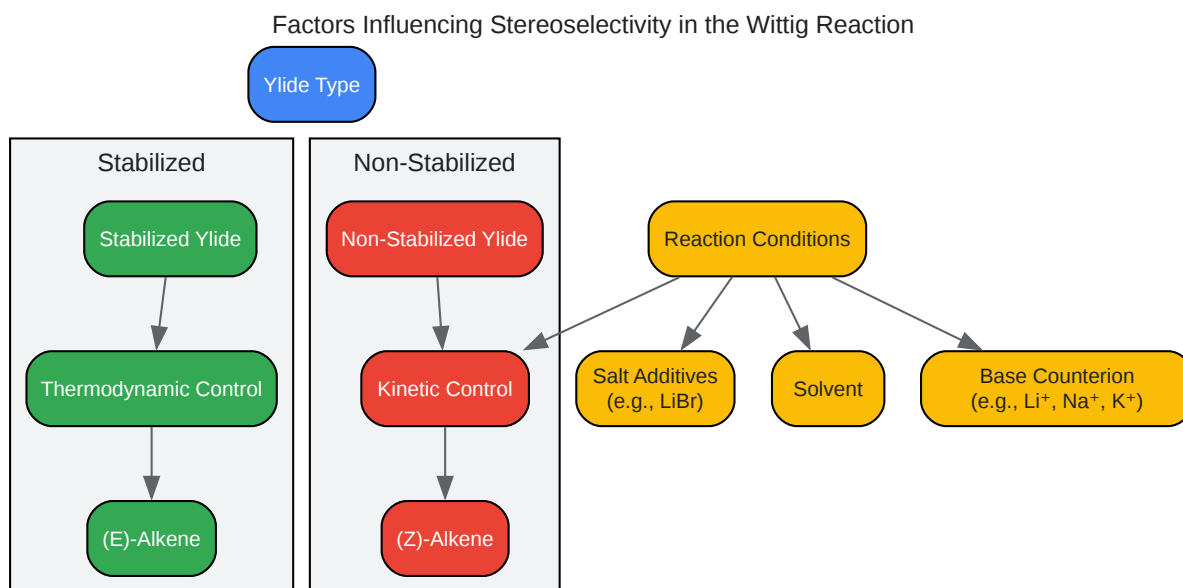 Factors Influencing Stereoselectivity in the Wittig Reaction
Ylide Type
Stabilized
Non-Stabilized
Stabilized Ylide
Non-Stabilized Ylide
Reaction Conditions
Thermodynamic Control
Kinetic Control
Salt Additives
(e.g., LiBr)
Solvent
Base Counterion
(e.g., Li⁺, Na⁺, K⁺)
(E)-Alkene
(Z)-Alkene